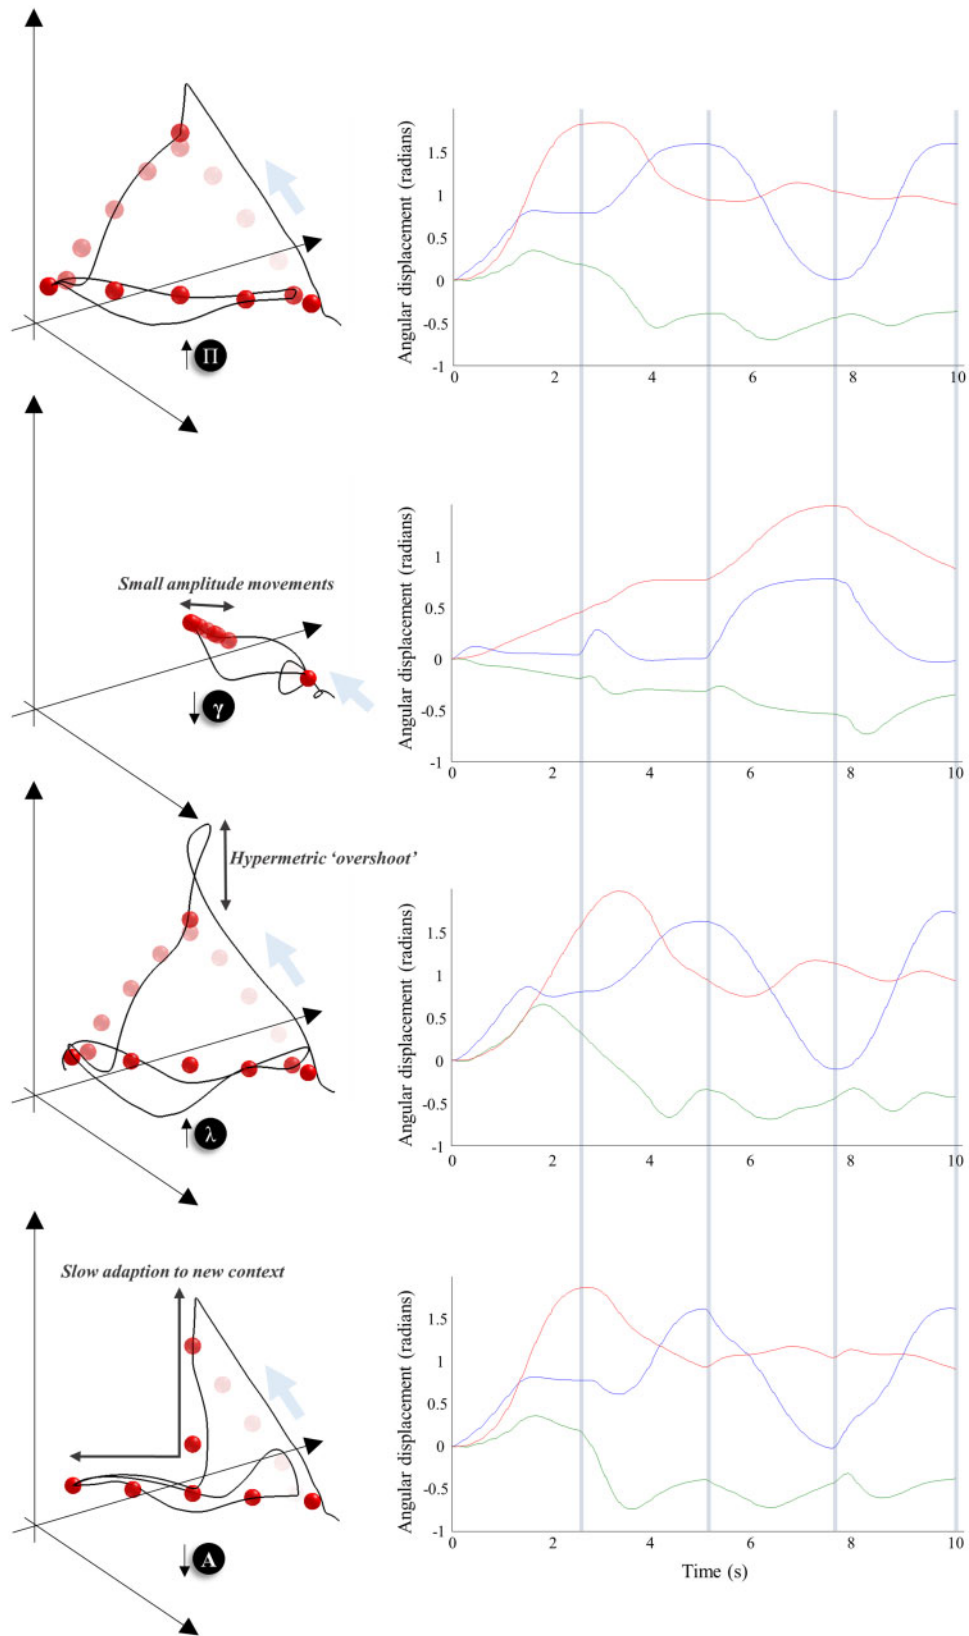 Π
Angular displacement (radians)
1.5
1
0.5
0
-0.5
-1
0 2 4 6 8 10
Small amplitude movements
γ
Angular displacement (radians)
1
0.5
0
-0.5
-1
0 2 4 6 8 10
Hypermetric ‘overshoot’
λ
Angular displacement (radians)
1.5
1
0.5
0
-0.5
-1
0 2 4 6 8 10
Slow adaption to new context
A
Angular displacement (radians)
1.5
1
0.5
0
-0.5
-1
0 2 4 6 8 10
Time (s)